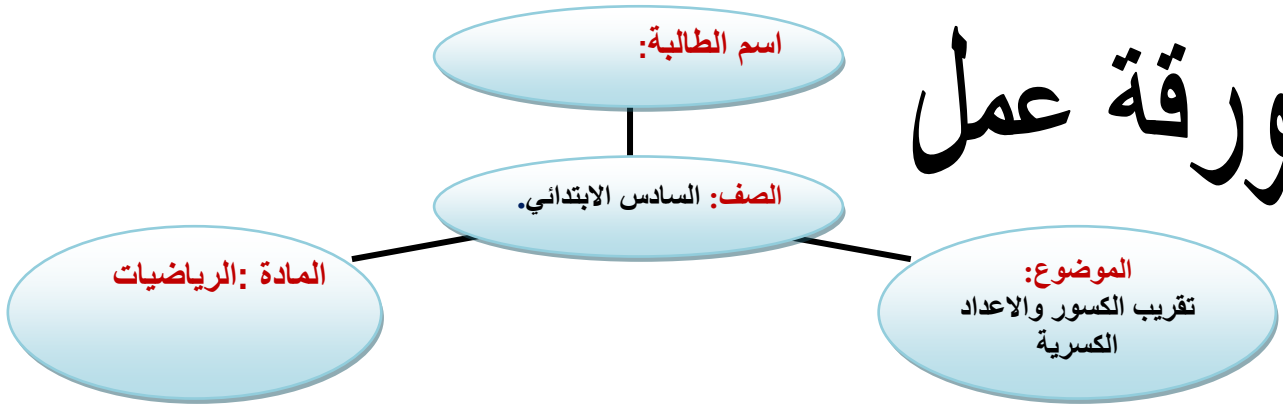 ورقة عمل
اسم الطالبة:
الصف: السادس الابتدائي.
الموضوع:
تقريب الكسور والاعداد
الكسرية
المادة :الرياضيات